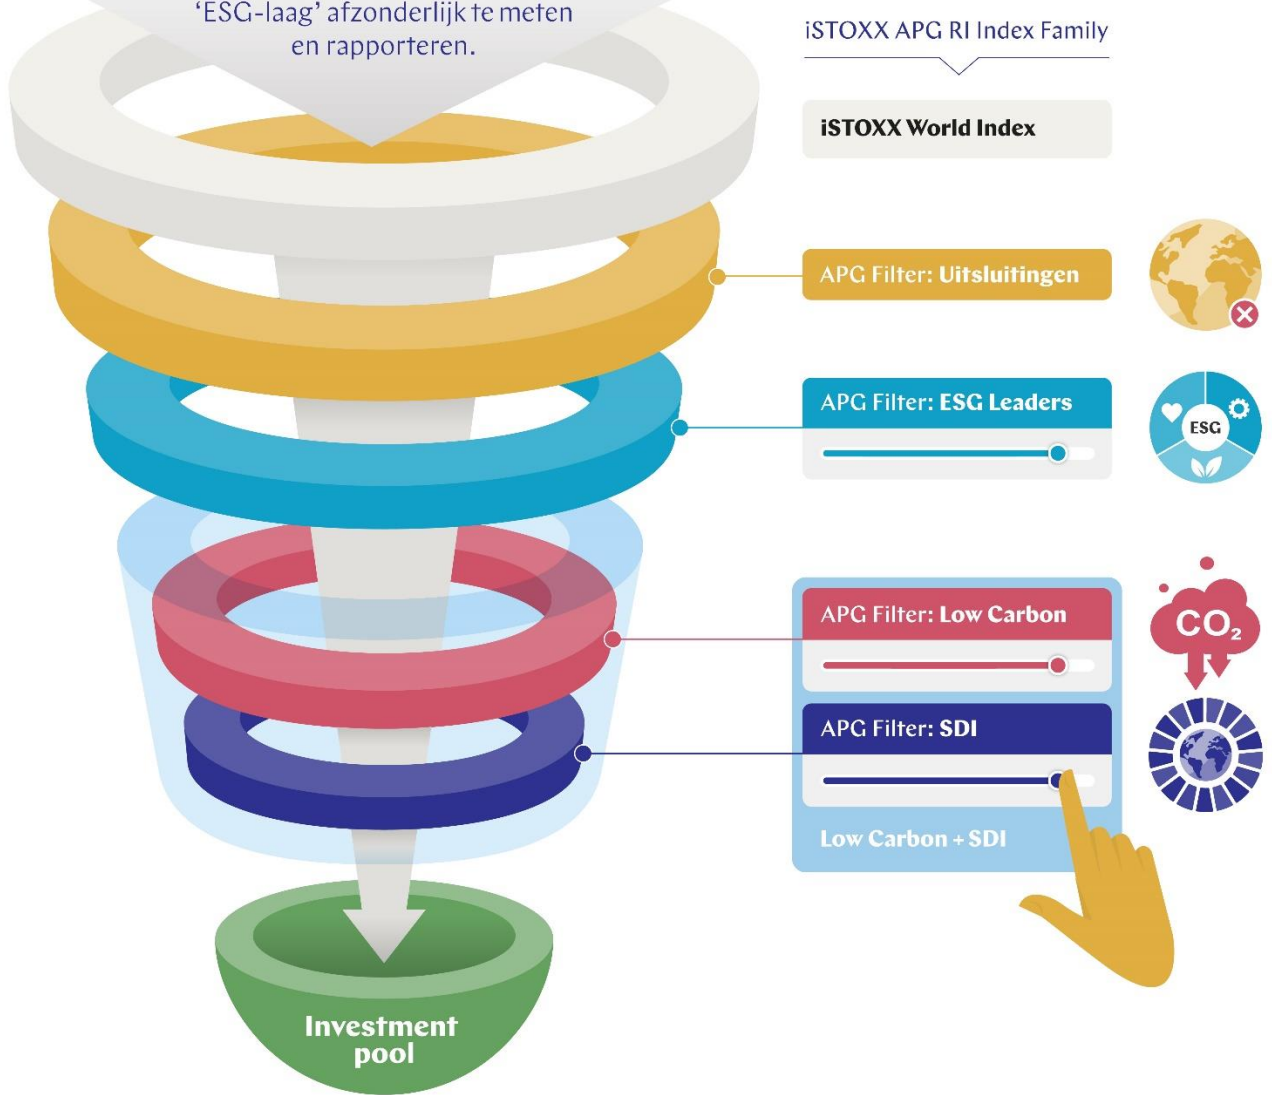 ‘ESG-laag’ afzonderlijk te meten
en rapporteren.
iSTOXX APG RI Index Family
iSTOXX World Index
APG Filter: Uitsluitingen
APG Filter: ESG Leaders
ESG
APG Filter: Low Carbon
CO₂
APG Filter: SDI
Low Carbon + SDI
Investment
pool